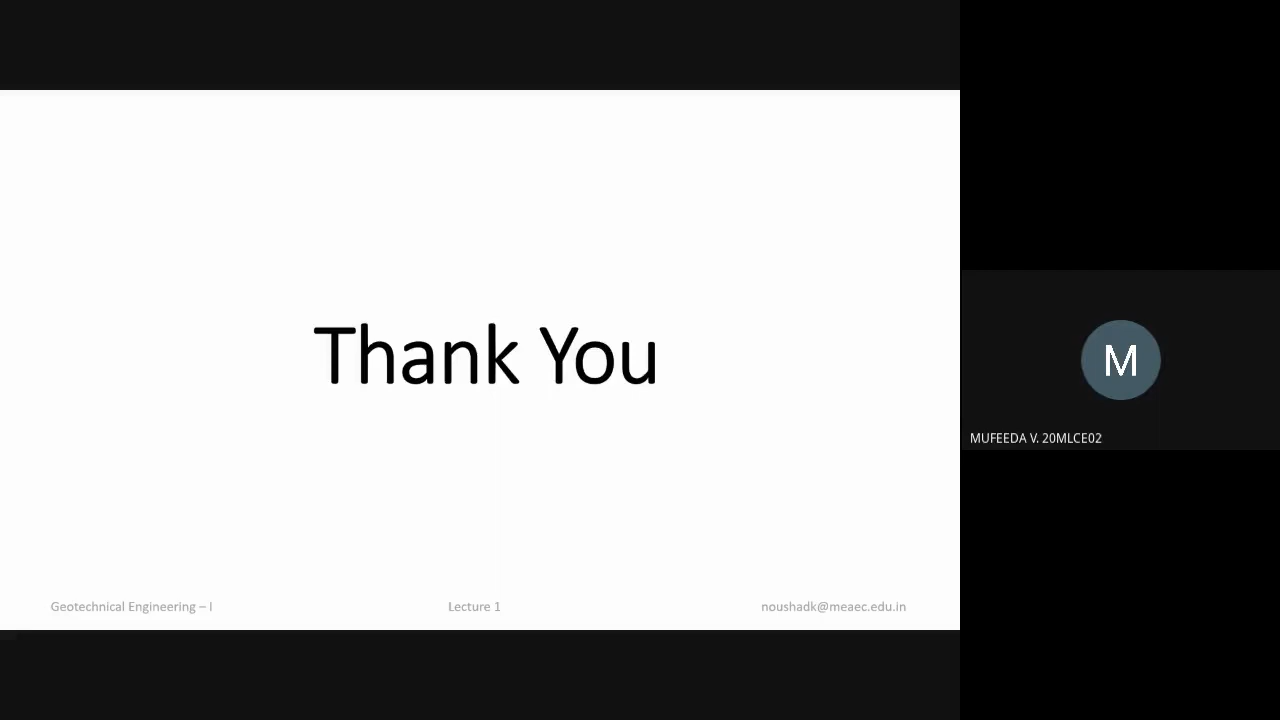 Thank You
M
MUFEEDA V. 20MLCE02
Geotechnical Engineering – I
Lecture 1
noushadk@meaec.edu.in